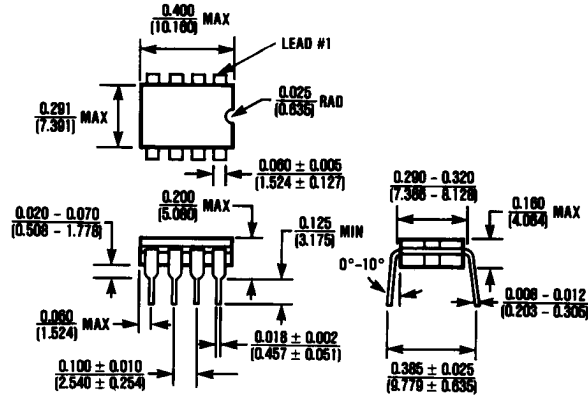 0.400
(10.160)
MAX
LEAD #1
0.291
(7.391)
MAX
0.025
(0.635)
RAD
0.060 ± 0.005
(1.524 ± 0.127)
0.290 – 0.320
(7.366 – 8.128)
0.200
(5.080)
MAX
0.020 – 0.070
(0.508 – 1.778)
0.125
(3.175)
MIN
0.160
(4.064)
MAX
0°–10°
0.008 – 0.012
(0.203 – 0.305)
0.060
(1.524)
MAX
0.018 ± 0.002
(0.457 ± 0.051)
0.100 ± 0.010
(2.540 ± 0.254)
0.385 ± 0.025
(9.779 ± 0.635)